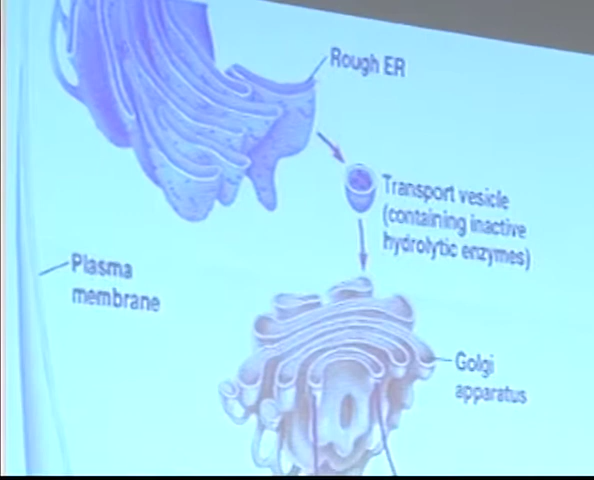 Rough ER
Transport vesicle
(containing inactive
hydrolytic enzymes)
Plasma
membrane
Golgi
apparatus